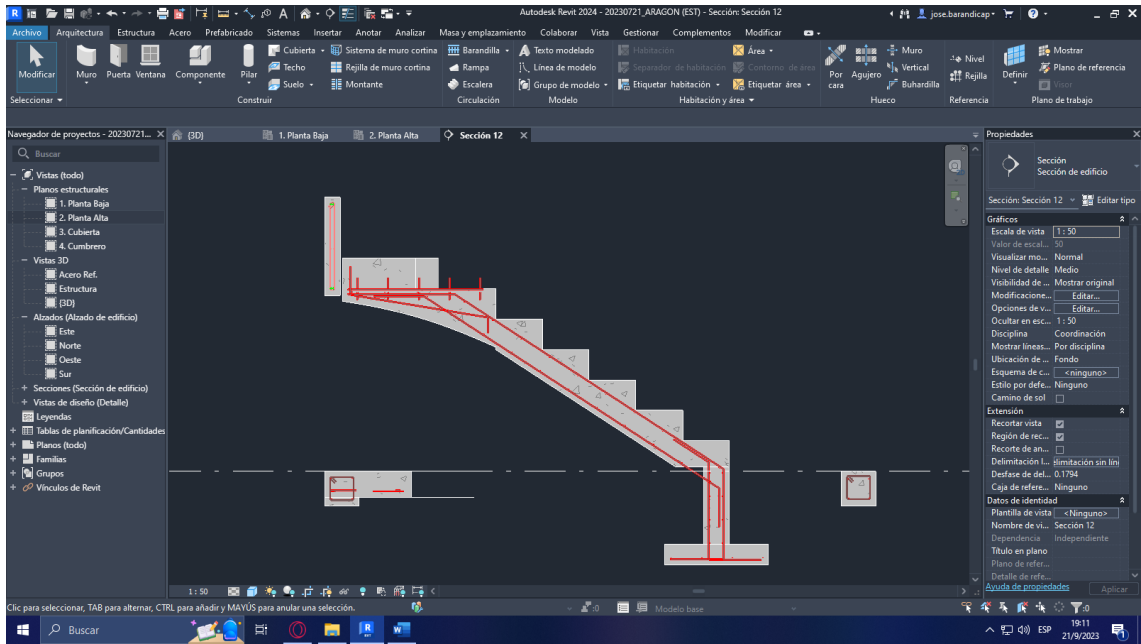 Autodesk Revit 2024 - 20230721_ARAGON (EST) - Sección: Sección 12
jose.barandicap
Archivo Arquitectura Estructura Acero Prefabricado Sistemas Insertar Anotar Analizar Masa y emplazamiento Colaborar Vista Gestionar Complementos Modificar
Modificar
Muro Puerta Ventana Componente Pilar
Cubierta
Techo
Suelo
Sistema de muro cortina
Rejilla de muro cortina
Montante
Barandilla
Rampa
Escalera
Texto modelado
Línea de modelo
Grupo de modelo
Habitación
Separador de habitación
Etiquetar habitación
Área
Contorno de área
Etiquetar área
Por cara
Agujero
Muro
Vertical
Buhardilla
Nivel
Rejilla
Definir
Mostrar
Plano de referencia
Visor
Seleccionar Construir Circulación Modelo Habitación y área Hueco Referencia Plano de trabajo
Navegador de proyectos - 20230721...
Buscar
Vistas (todo)
Planos estructurales
1. Planta Baja
2. Planta Alta
3. Cubierta
4. Cumbrero
Vistas 3D
Acero Ref.
Estructura
{3D}
Alzados (Alzado de edificio)
Este
Norte
Oeste
Sur
Secciones (Sección de edificio)
Vistas de diseño (Detalle)
Leyendas
Tablas de planificación/Cantidades
Planos (todo)
Familias
Grupos
Vínculos de Revit
{3D} 1. Planta Baja 2. Planta Alta Sección 12
1 : 50
Propiedades
Sección
Sección de edificio
Sección: Sección 12 Editar tipo
Gráficos
Escala de vista 1 : 50
Valor de escal... 50
Visualizar mo... Normal
Nivel de detalle Medio
Visibilidad de ... Mostrar original
Modificacione... Editar...
Opciones de v... Editar...
Ocultar en esc... 1 : 50
Disciplina Coordinación
Mostrar líneas... Por disciplina
Ubicación de ... Fondo
Esquema de c... <ninguno>
Estilo por defe... Ninguno
Camino de sol
Extensión
Recortar vista
Región de rec...
Recorte de an...
Delimitación l... elimitación sin lín
Desfase de del... 0.1794
Caja de refere... Ninguno
Datos de identidad
Plantilla de vista <Ninguno>
Nombre de vi... Sección 12
Dependencia Independiente
Título en plano
Plano de refer...
Detalle de refe...
Ayuda de propiedades Aplicar
Clic para seleccionar, TAB para alternar, CTRL para añadir y MAYÚS para anular una selección.
:0 Modelo base
:0
Buscar
ESP
19:11
21/9/2023